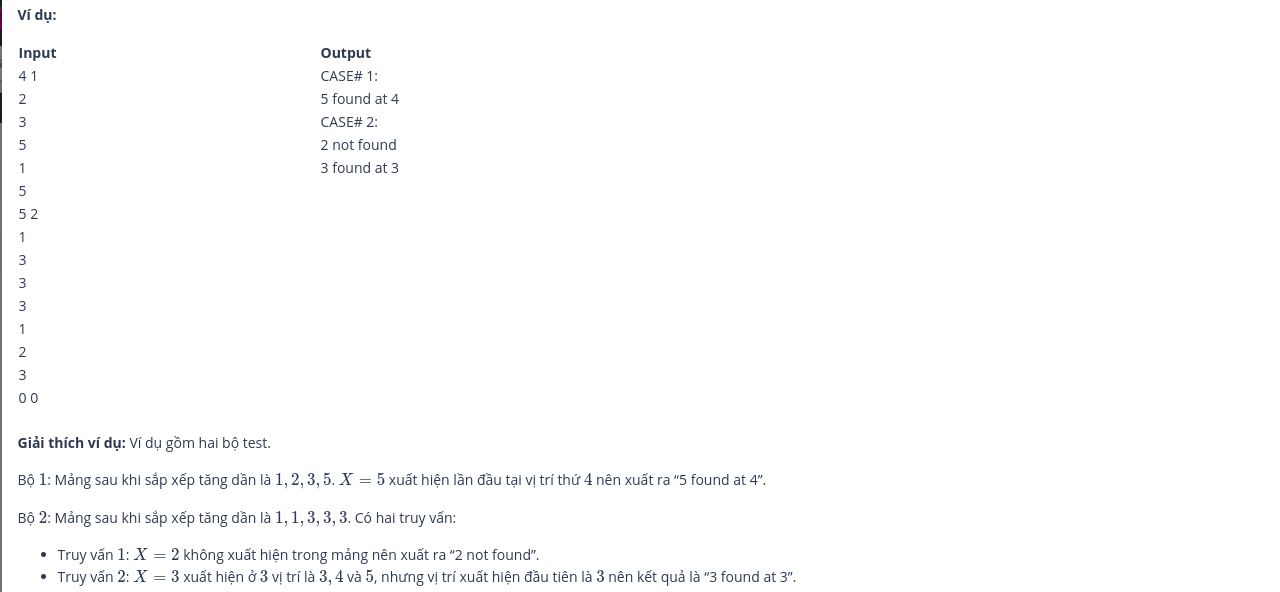 Ví dụ:
Input Output
4 1 CASE# 1:
2 5 found at 4
3 CASE# 2:
5 2 not found
1 3 found at 3
5
5 2
1
3
3
3
1
2
3
0 0
Giải thích ví dụ: Ví dụ gồm hai bộ test.
Bộ 1: Mảng sau khi sắp xếp tăng dần là 1, 2, 3, 5. X = 5 xuất hiện lần đầu tại vị trí thứ 4 nên xuất ra “5 found at 4”.
Bộ 2: Mảng sau khi sắp xếp tăng dần là 1, 1, 3, 3, 3. Có hai truy vấn:
• Truy vấn 1: X = 2 không xuất hiện trong mảng nên xuất ra “2 not found”.
• Truy vấn 2: X = 3 xuất hiện ở 3 vị trí là 3, 4 và 5, nhưng vị trí xuất hiện đầu tiên là 3 nên kết quả là “3 found at 3”.